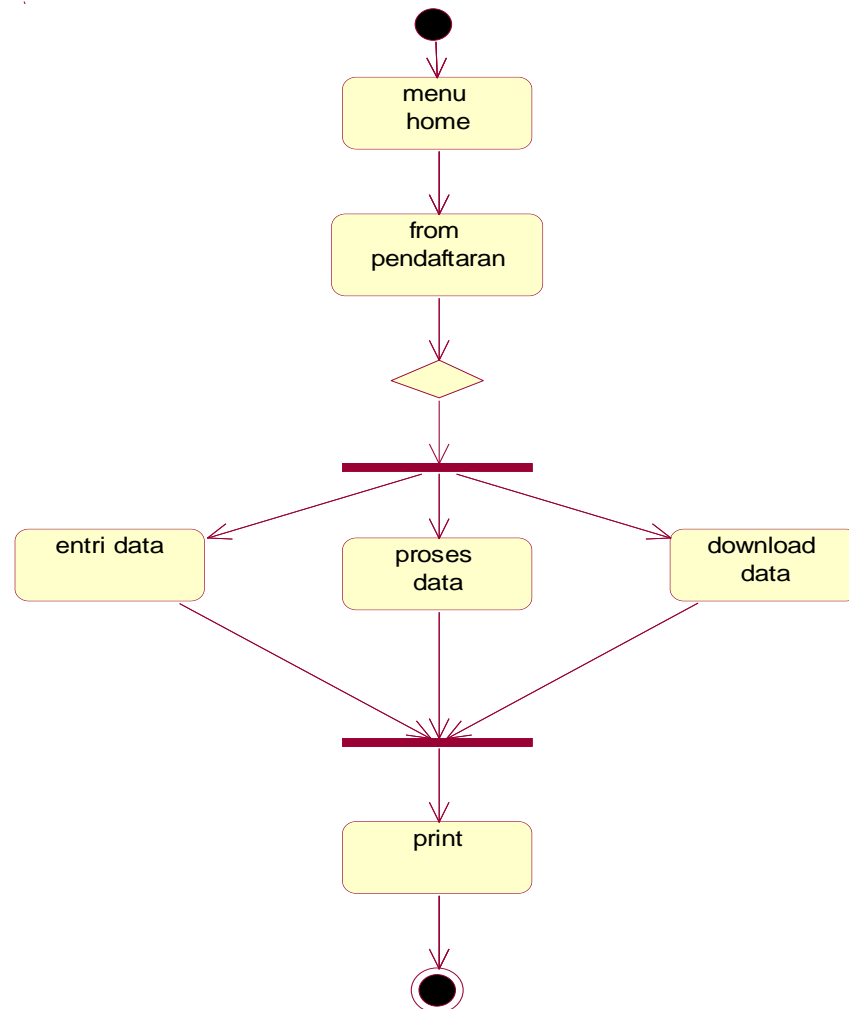 menu
home
from
pendaftaran
entri data
proses
data
download
data
print